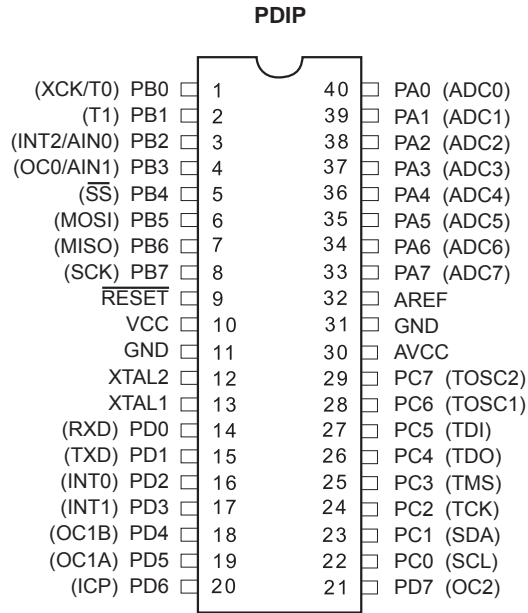 PDIP
(XCK/T0) PB0 1 40 PA0 (ADC0)
(T1) PB1 2 39 PA1 (ADC1)
(INT2/AIN0) PB2 3 38 PA2 (ADC2)
(OC0/AIN1) PB3 4 37 PA3 (ADC3)
(S̅S̅) PB4 5 36 PA4 (ADC4)
(MOSI) PB5 6 35 PA5 (ADC5)
(MISO) PB6 7 34 PA6 (ADC6)
(SCK) PB7 8 33 PA7 (ADC7)
R̅E̅S̅E̅T̅ 9 32 AREF
VCC 10 31 GND
GND 11 30 AVCC
XTAL2 12 29 PC7 (TOSC2)
XTAL1 13 28 PC6 (TOSC1)
(RXD) PD0 14 27 PC5 (TDI)
(TXD) PD1 15 26 PC4 (TDO)
(INT0) PD2 16 25 PC3 (TMS)
(INT1) PD3 17 24 PC2 (TCK)
(OC1B) PD4 18 23 PC1 (SDA)
(OC1A) PD5 19 22 PC0 (SCL)
(ICP) PD6 20 21 PD7 (OC2)